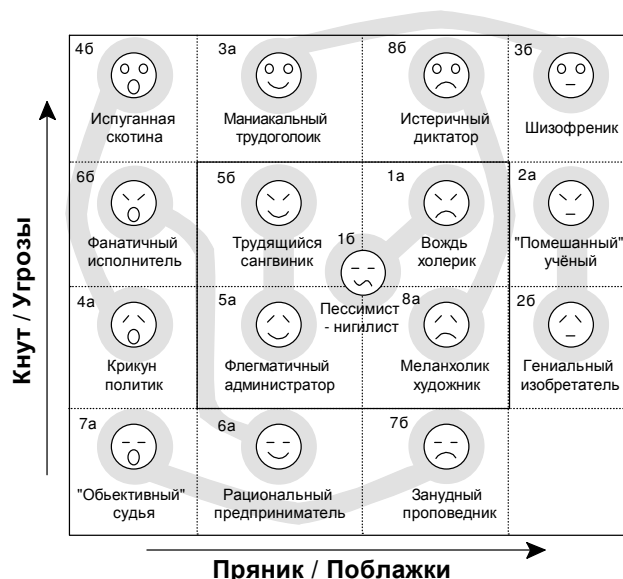 4б 3а 8б 3б
Испуганная
скотина
Маниакальный
трудоголоик
Истеричный
диктатор
Шизофреник
6б 5б 1а 2а
Фанатичный
исполнитель
Трудящийся
сангвиник
1б
Вождь
холерик
"Помешанный"
учёный
4а 5а 8а 2б
Пессимист
- нигилист
Крикун
политик
Флегматичный
администратор
Меланхолик
художник
Гениальный
изобретатель
7а 6а 7б
"Обьективный"
судья
Рациональный
предприниматель
Занудный
проповедник
Кнут / Угрозы
Пряник / Поблажки